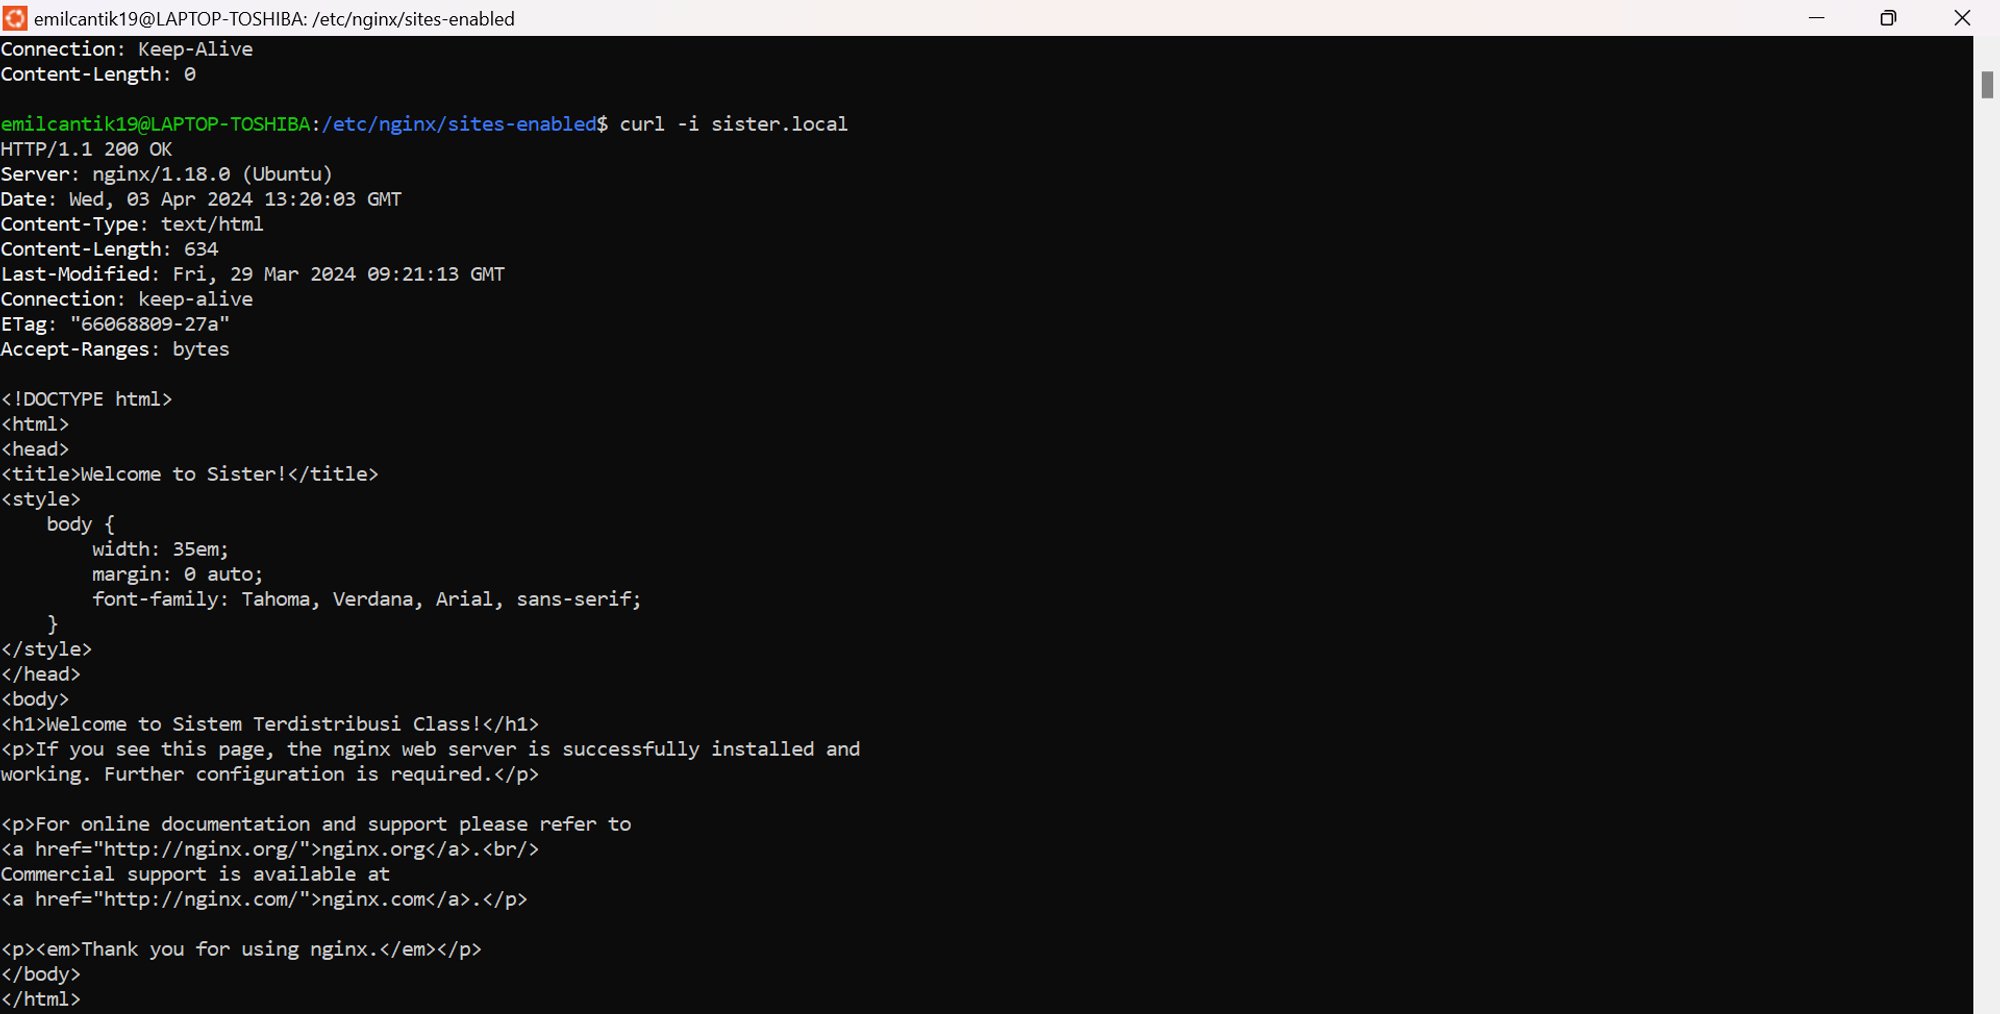 emilcantik19@LAPTOP-TOSHIBA: /etc/nginx/sites-enabled
Connection: Keep-Alive
Content-Length: 0
emilcantik19@LAPTOP-TOSHIBA:/etc/nginx/sites-enabled$ curl -i sister.local
HTTP/1.1 200 OK
Server: nginx/1.18.0 (Ubuntu)
Date: Wed, 03 Apr 2024 13:20:03 GMT
Content-Type: text/html
Content-Length: 634
Last-Modified: Fri, 29 Mar 2024 09:21:13 GMT
Connection: keep-alive
ETag: "66068809-27a"
Accept-Ranges: bytes
<!DOCTYPE html>
<html>
<head>
<title>Welcome to Sister!</title>
<style>
    body {
        width: 35em;
        margin: 0 auto;
        font-family: Tahoma, Verdana, Arial, sans-serif;
    }
</style>
</head>
<body>
<h1>Welcome to Sistem Terdistribusi Class!</h1>
<p>If you see this page, the nginx web server is successfully installed and
working. Further configuration is required.</p>
<p>For online documentation and support please refer to
<a href="http://nginx.org/">nginx.org</a>.<br/>
Commercial support is available at
<a href="http://nginx.com/">nginx.com</a>.</p>
<p><em>Thank you for using nginx.</em></p>
</body>
</html>